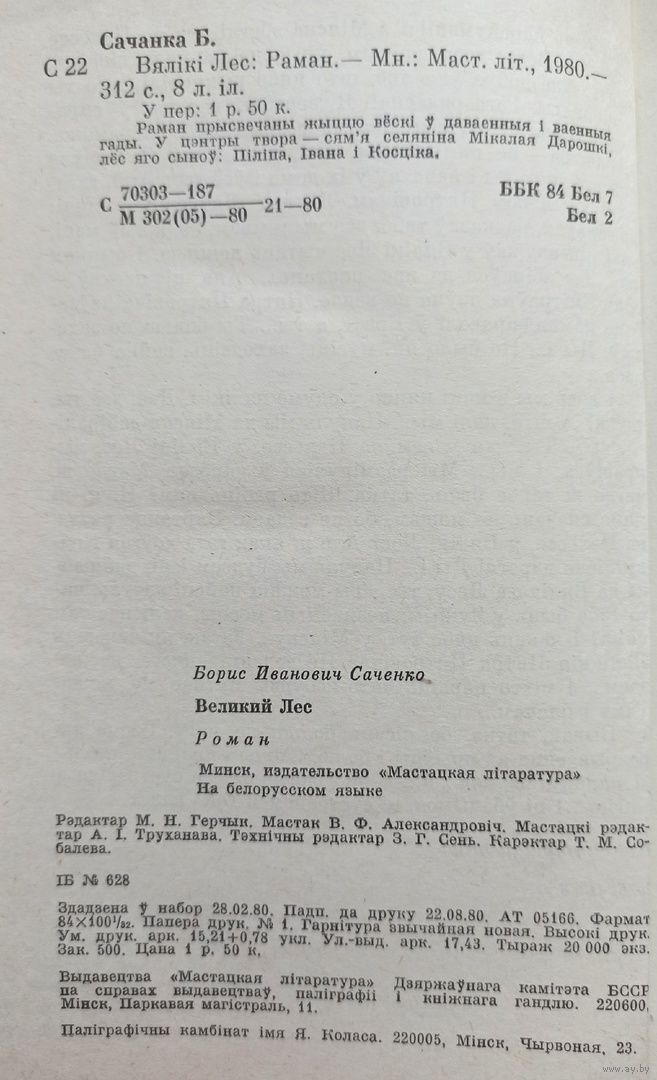 Сачанка Б.
С 22 Вялікі Лес: Раман.— Мн.: Маст. літ., 1980.—
312 с., 8 л. іл.
У пер: 1 р. 50 к.
Раман прысвечаны жыццю вёскі ў даваенныя і ваенныя
гады. У цэнтры твора — сям'я селяніна Мікалая Дарошкі,
лёс яго сыноў: Піліпа, Івана і Косціка.
С 70303—187
М 302(05)—80 21—80
ББК 84 Бел 7
Бел 2
Борис Иванович Саченко
Великий Лес
Роман
Минск, издательство «Мастацкая літаратура»
На белорусском языке
Рэдактар М. Н. Герчык. Мастак В. Ф. Александровіч. Мастацкі рэдак-
тар А. І. Труханава. Тэхнічны рэдактар З. Г. Сень. Карэктар Т. М. Со-
балева.
ІБ № 628
Здадзена ў набор 28.02.80. Падп. да друку 22.08.80. АТ 05166. Фармат
84×100¹/₃₂. Папера друк. № 1. Гарнітура звычайная новая. Высокі друк.
Ум. друк. арк. 15,21+0,78 укл. Ул.-выд. арк. 17,43. Тыраж 20 000 экз.
Зак. 500. Цана 1 р. 50 к.
Выдавецтва «Мастацкая літаратура» Дзяржаўнага камітэта БССР
па справах выдавецтваў, паліграфіі і кніжнага гандлю. 220600,
Мінск, Паркавая магістраль, 11.
Паліграфічны камбінат імя Я. Коласа. 220005, Мінск, Чырвоная, 23.
www.ay.by